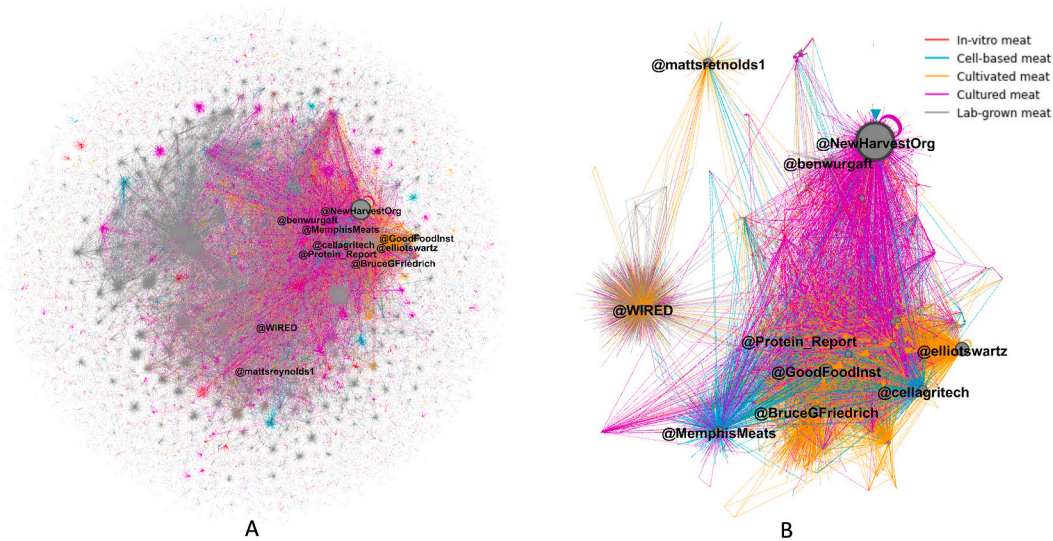 @NewHarvestOrg
@benwurgaft
@MemphisMeats
@GoodFoodInst
@cellagritech
@elliotswartz
@Protein_Report
@BruceGFriedrich
@WIRED
@mattsreynolds1
A
In-vitro meat
Cell-based meat
Cultivated meat
Cultured meat
Lab-grown meat
@mattsretnolds1
@NewHarvestOrg
@benwurgaft
@WIRED
@Protein_Report
@elliotswartz
@GoodFoodInst
@cellagritech
@BruceGFriedrich
@MemphisMeats
B